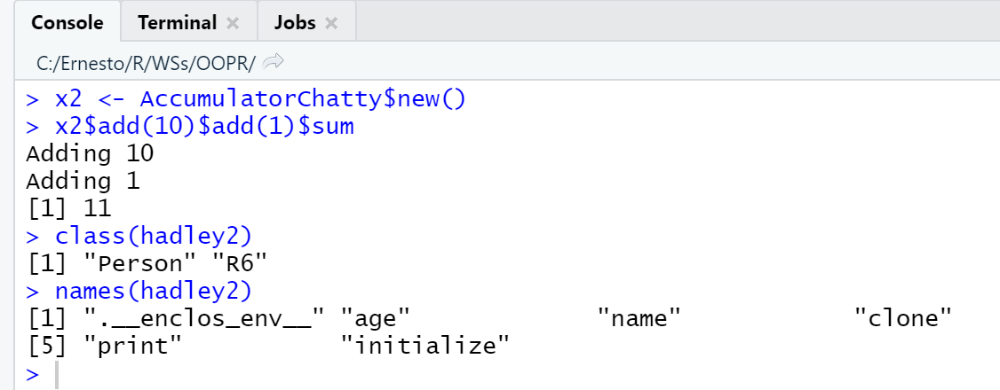 Console Terminal Jobs
C:/Ernesto/R/WSs/OOPR/
> x2 <- AccumulatorChatty$new()
> x2$add(10)$add(1)$sum
Adding 10
Adding 1
[1] 11
> class(hadley2)
[1] "Person" "R6"
> names(hadley2)
[1] ".__enclos_env__" "age"             "name"            "clone"
[5] "print"           "initialize"
>